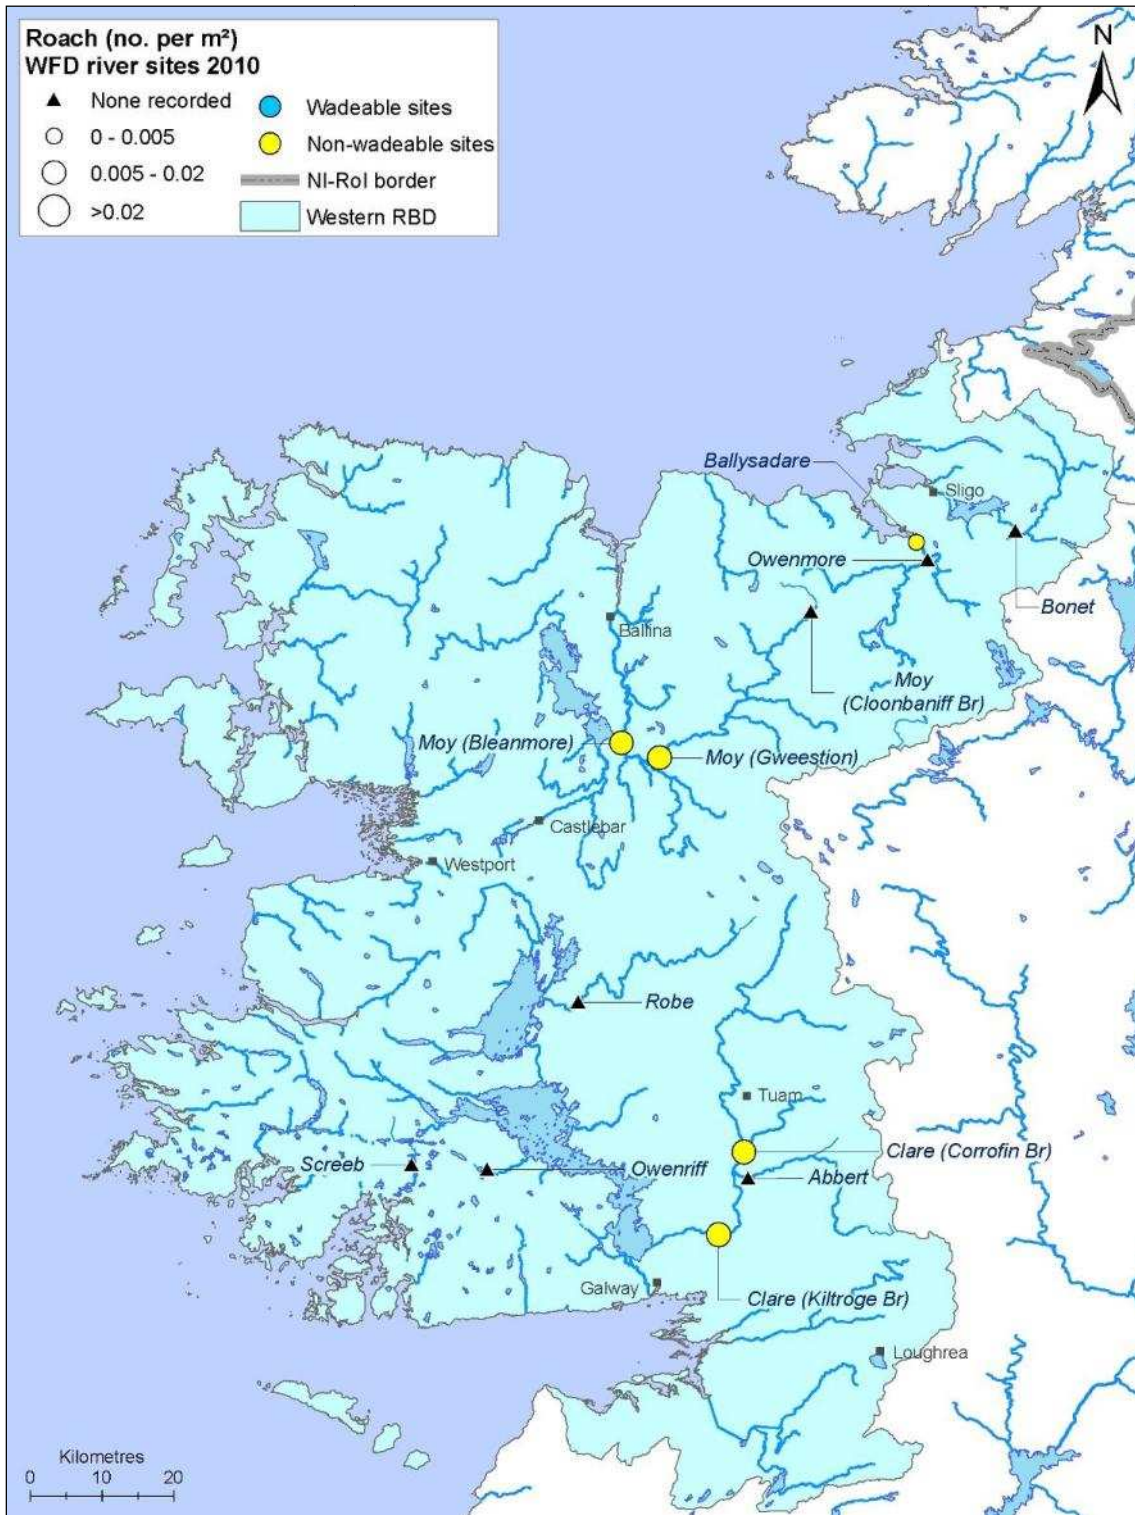 Roach (no. per m²)
WFD river sites 2010
None recorded
0 - 0.005
0.005 - 0.02
>0.02
Wadeable sites
Non-wadeable sites
NI-RoI border
Western RBD
N
Ballysadare
Sligo
Owenmore
Bonet
Ballina
Moy
(Cloonbaniff Br)
Moy (Bleanmore)
Moy (Gweestion)
Castlebar
Westport
Robe
Tuam
Clare (Corrofin Br)
Screeb
Owenriff
Abbert
Galway
Clare (Kiltroge Br)
Loughrea
Kilometres
0 10 20